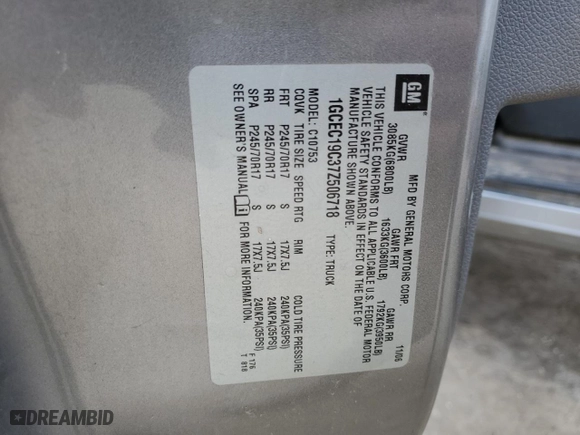 GM
MFD BY GENERAL MOTORS CORP. 11/06
GVWR GAWR FRT GAWR RR
3085KG(6800LB) 1633KG(3600LB) 1792KG(3950LB)
THIS VEHICLE CONFORMS TO ALL APPLICABLE U.S. FEDERAL MOTOR
VEHICLE SAFETY STANDARDS IN EFFECT ON THE DATE OF
MANUFACTURE SHOWN ABOVE.
1GCEC19C37Z506718 TYPE: TRUCK
MODEL: C10753
CQVK TIRE SIZE SPEED RTG RIM COLD TIRE PRESSURE
FRT P245/70R17 S 17X7.5J 240KPA(35PSI)
RR P245/70R17 S 17X7.5J 240KPA(35PSI)
SPA P245/70R17 S 17X7.5J 240KPA(35PSI)
SEE OWNER'S MANUAL FOR MORE INFORMATION.
F 176
T 818
DREAMBID